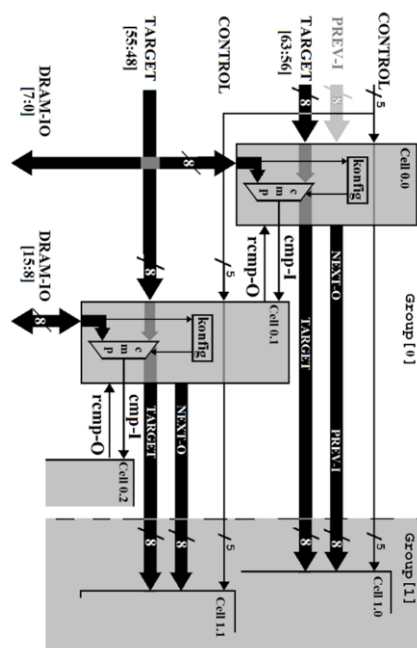 Group[0]
Group[1]
CONTROL
5
Cell 0.0
5
Cell 1.0
PREV-I
8
konfig
NEXT-O
PREV-I
8
TARGET
[63:56]
8
cmp
TARGET
8
cmp-I
rcmp-O
CONTROL
5
Cell 0.1
5
Cell 1.1
8
konfig
NEXT-O
8
TARGET
[55:48]
8
cmp
TARGET
8
cmp-I
rcmp-O
Cell 0.2
DRAM-IO
[7:0]
DRAM-IO
[15:8]
8